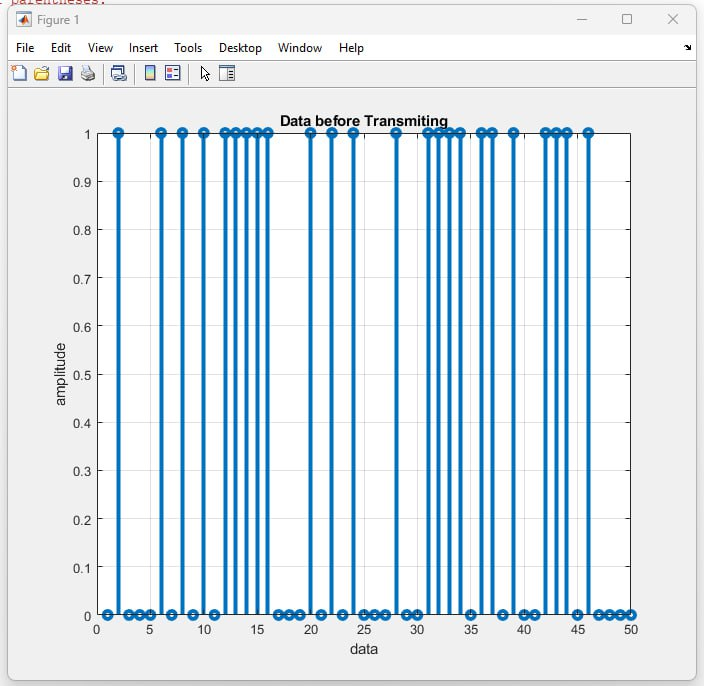 parentheses.
Figure 1
File Edit View Insert Tools Desktop Window Help
Data before Transmiting
1
0.9
0.8
0.7
0.6
0.5
0.4
0.3
0.2
0.1
0
amplitude
0 5 10 15 20 25 30 35 40 45 50
data